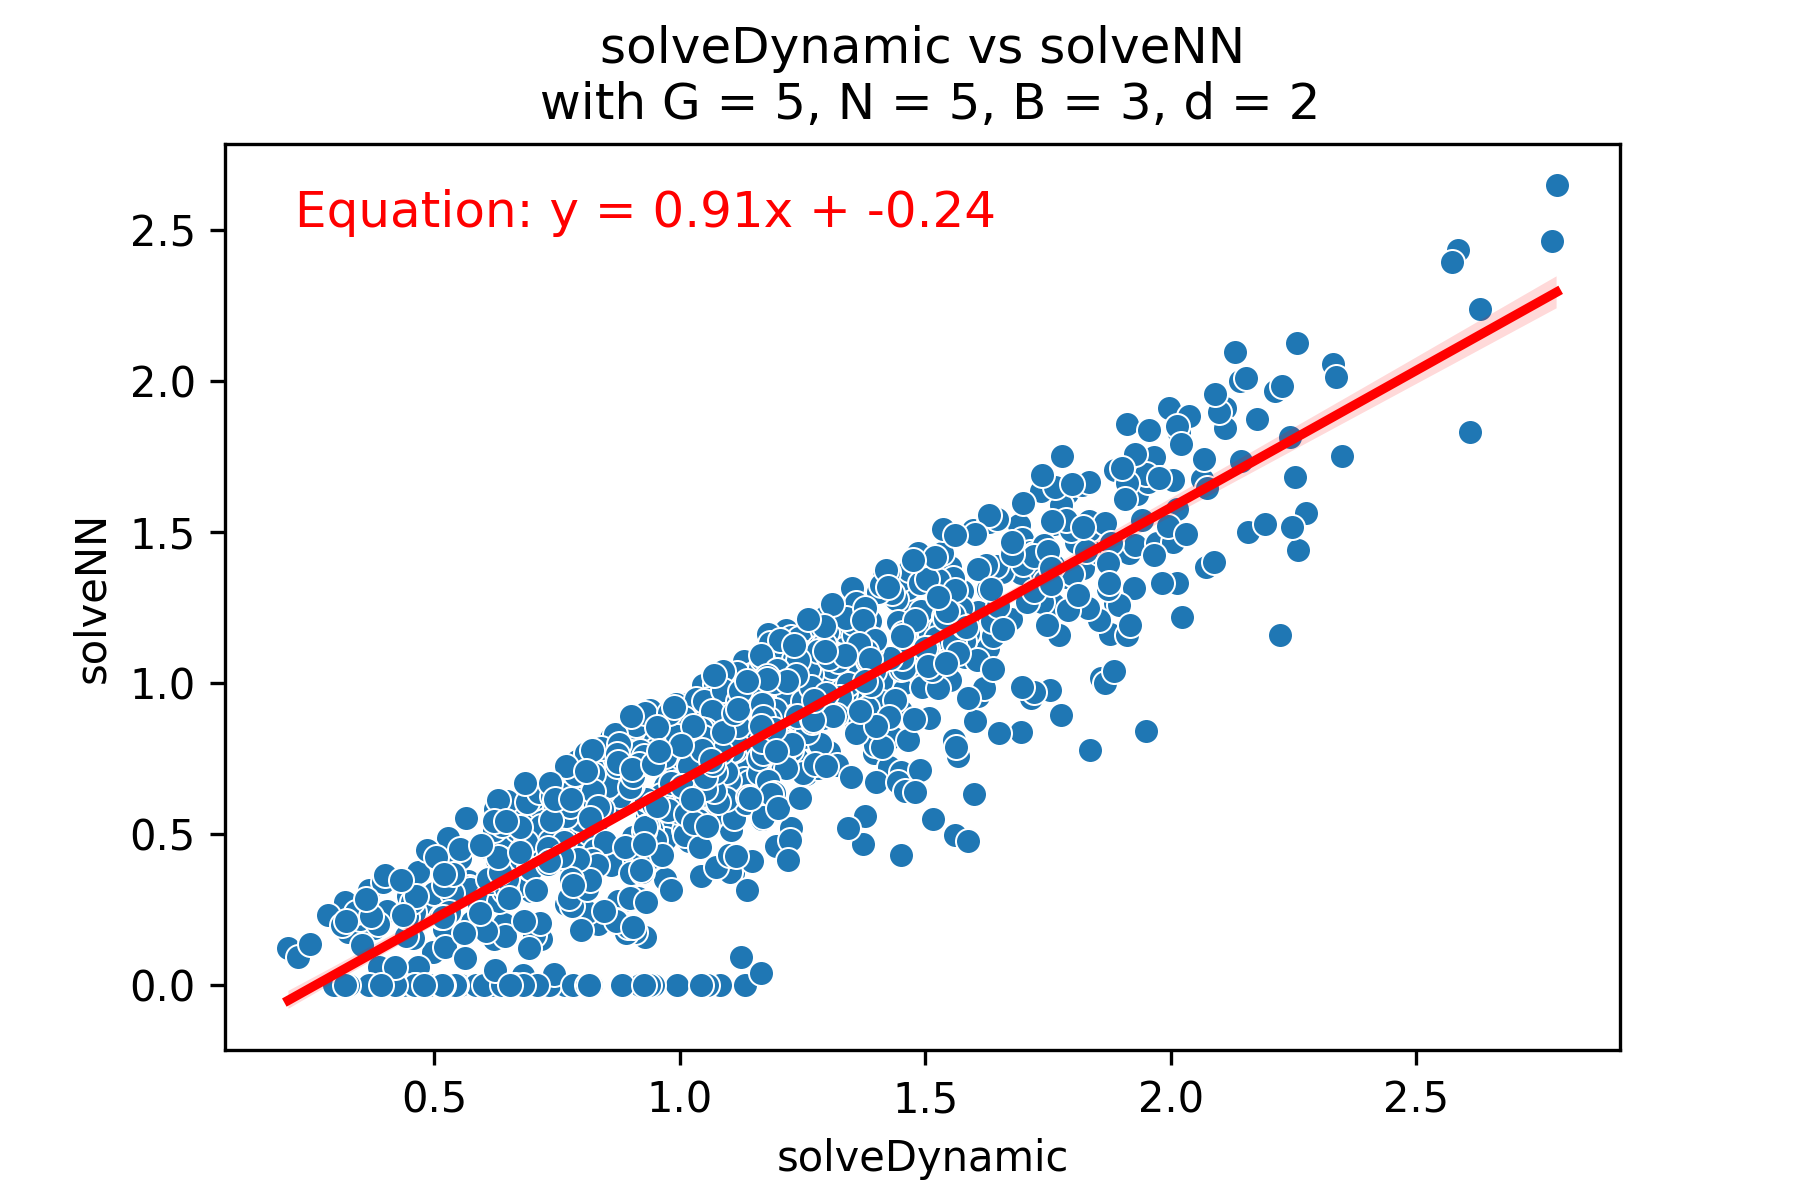 solveDynamic vs solveNN
with G = 5, N = 5, B = 3, d = 2
Equation: y = 0.91x + -0.24
2.5
2.0
1.5
1.0
0.5
0.0
solveNN
0.5
1.0
1.5
2.0
2.5
solveDynamic